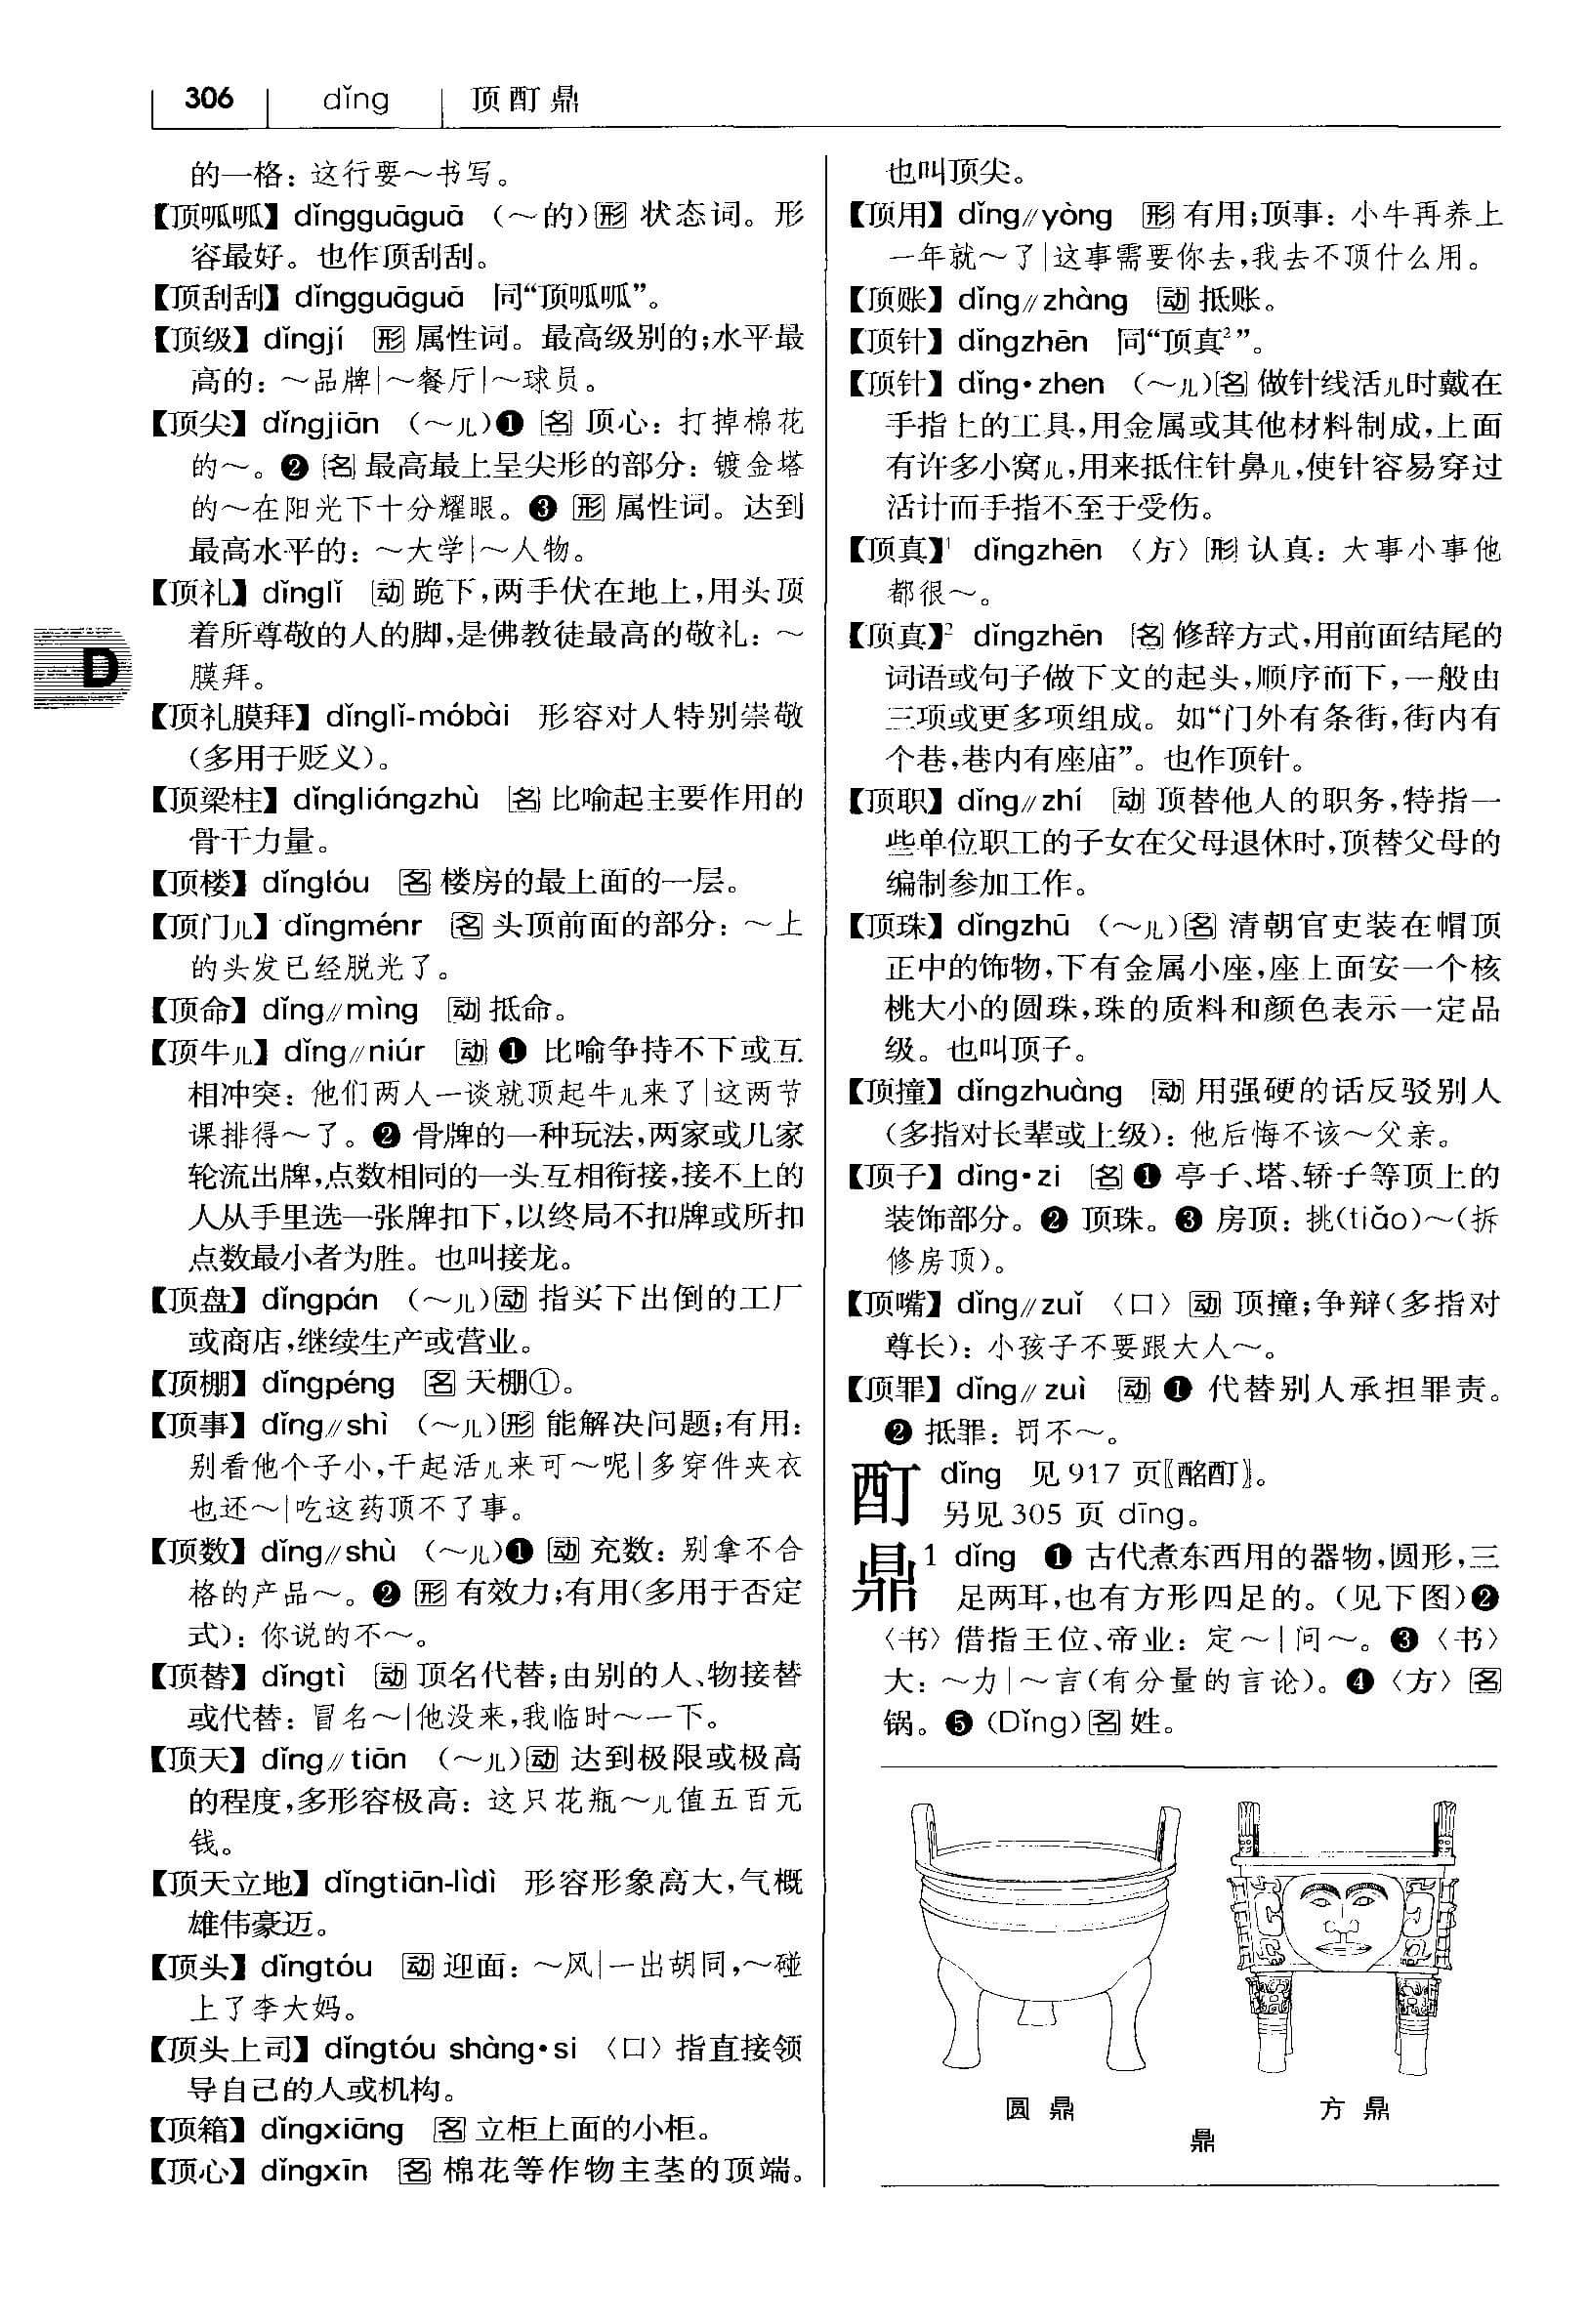 306 dǐng 顶酊鼎
的一格：这行要～书写。
【顶呱呱】dǐngguāguā （～的）形 状态词。形
容最好。也作顶刮刮。
【顶刮刮】dǐngguāguā 同“顶呱呱”。
【顶级】dǐngjí 形 属性词。最高级别的；水平最
高的：～品牌|～餐厅|～球员。
【顶尖】dǐngjiān （～儿）❶ 名 顶心：打掉棉花
的～。❷ 名 最高最上呈尖形的部分：镀金塔
的～在阳光下十分耀眼。❸ 形 属性词。达到
最高水平的：～大学|～人物。
【顶礼】dǐnglǐ 动 跪下，两手伏在地上，用头顶
着所尊敬的人的脚，是佛教徒最高的敬礼：～
膜拜。
【顶礼膜拜】dǐnglǐ-móbài 形容对人特别崇敬
（多用于贬义）。
【顶梁柱】dǐngliángzhù 名 比喻起主要作用的
骨干力量。
【顶楼】dǐnglóu 名 楼房的最上面的一层。
【顶门儿】dǐngménr 名 头顶前面的部分：～上
的头发已经脱光了。
【顶命】dǐng//mìng 动 抵命。
【顶牛儿】dǐng//niúr 动 ❶ 比喻争持不下或互
相冲突：他们两人一谈就顶起牛儿来了|这两节
课排得～了。❷ 骨牌的一种玩法，两家或几家
轮流出牌，点数相同的一头互相衔接，接不上的
人从手里选一张牌扣下，以终局不扣牌或所扣
点数最小者为胜。也叫接龙。
【顶盘】dǐngpán （～儿）动 指买下出倒的工厂
或商店，继续生产或营业。
【顶棚】dǐngpéng 名 天棚①。
【顶事】dǐng//shì （～儿）形 能解决问题；有用：
别看他个子小，干起活儿来可～呢|多穿件夹衣
也还～|吃这药顶不了事。
【顶数】dǐng//shù （～儿）❶ 动 充数：别拿不合
格的产品～。❷ 形 有效力；有用（多用于否定
式）：你说的不～。
【顶替】dǐngtì 动 顶名代替；由别的人、物接替
或代替：冒名～|他没来，我临时～一下。
【顶天】dǐng//tiān （～儿）动 达到极限或极高
的程度，多形容极高：这只花瓶～儿值五百元
钱。
【顶天立地】dǐngtiān-lìdì 形容形象高大，气概
雄伟豪迈。
【顶头】dǐngtóu 动 迎面：～风|一出胡同，～碰
上了李大妈。
【顶头上司】dǐngtóu shàng·si 〈口〉指直接领
导自己的人或机构。
【顶箱】dǐngxiāng 名 立柜上面的小柜。
【顶心】dǐngxīn 名 棉花等作物主茎的顶端。
D
也叫顶尖。
【顶用】dǐng//yòng 形 有用；顶事：小牛再养上
一年就～了|这事需要你去，我去不顶什么用。
【顶账】dǐng//zhàng 动 抵账。
【顶针】dǐngzhēn 同“顶真²”。
【顶针】dǐng·zhen （～儿）名 做针线活儿时戴在
手指上的工具，用金属或其他材料制成，上面
有许多小窝儿，用来抵住针鼻儿，使针容易穿过
活计而手指不至于受伤。
【顶真】¹ dǐngzhēn 〈方〉形 认真：大事小事他
都很～。
【顶真】² dǐngzhēn 名 修辞方式，用前面结尾的
词语或句子做下文的起头，顺序而下，一般由
三项或更多项组成。如“门外有条街，街内有
个巷，巷内有座庙”。也作顶针。
【顶职】dǐng//zhí 动 顶替他人的职务，特指一
些单位职工的子女在父母退休时，顶替父母的
编制参加工作。
【顶珠】dǐngzhū （～儿）名 清朝官吏装在帽顶
正中的饰物，下有金属小座，座上面安一个核
桃大小的圆珠，珠的质料和颜色表示一定品
级。也叫顶子。
【顶撞】dǐngzhuàng 动 用强硬的话反驳别人
（多指对长辈或上级）：他后悔不该～父亲。
【顶子】dǐng·zi 名 ❶ 亭子、塔、轿子等顶上的
装饰部分。❷ 顶珠。❸ 房顶：挑(tiǎo)～（拆
修房顶）。
【顶嘴】dǐng//zuǐ 〈口〉动 顶撞；争辩（多指对
尊长）：小孩子不要跟大人～。
【顶罪】dǐng//zuì 动 ❶ 代替别人承担罪责。
❷ 抵罪：罚不～。
酊 dǐng 见 917 页〖酩酊〗。
另见 305 页 dīng。
鼎¹ dǐng ❶ 古代煮东西用的器物，圆形，三
足两耳，也有方形四足的。（见下图）❷
〈书〉借指王位、帝业：定～|问～。❸〈书〉
大：～力|～言（有分量的言论）。❹〈方〉名
锅。❺ (Dǐng) 名 姓。
圆鼎 方鼎
鼎